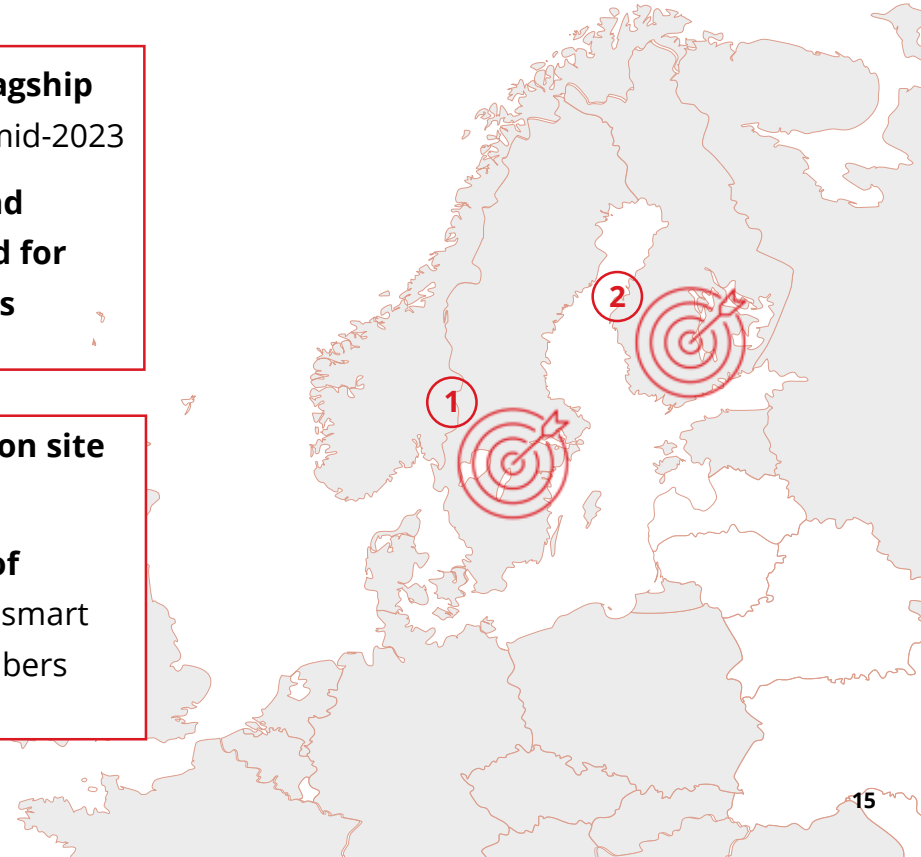 agship
mid-2023
nd
d for
s
on site
of
smart
bers
1
2
15